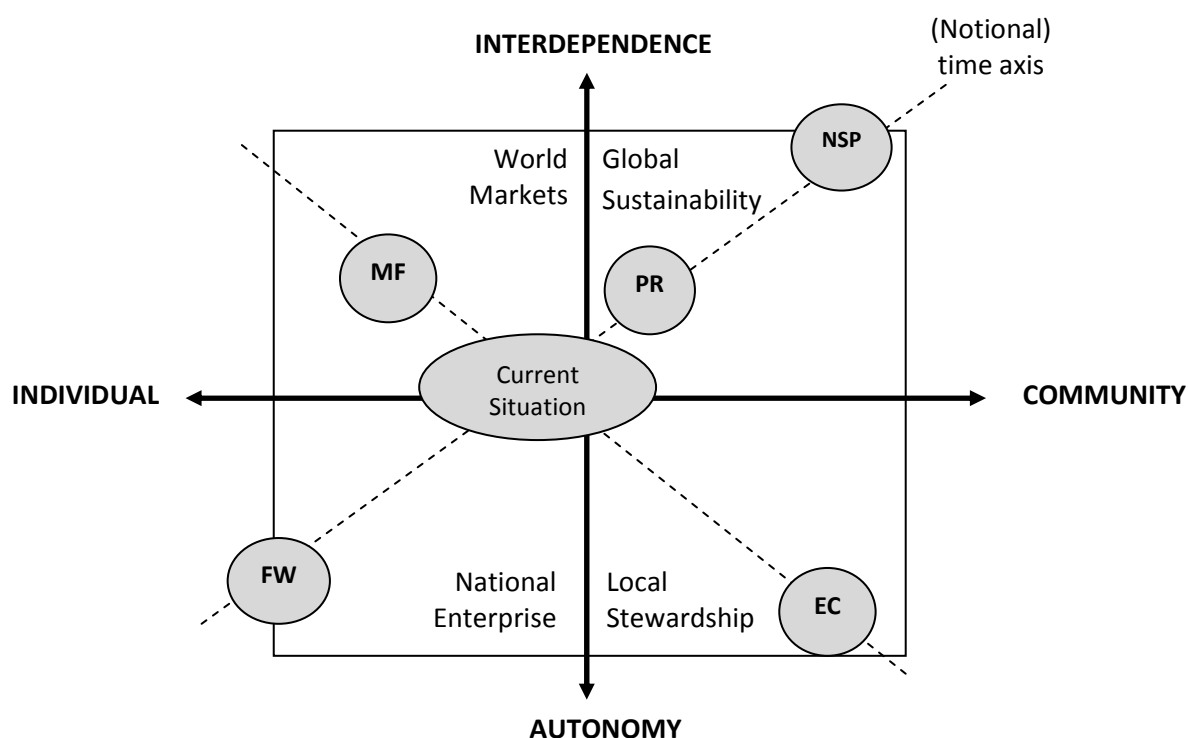 (Notional)
time axis
INTERDEPENDENCE
NSP
World
Markets
Global
Sustainability
MF
PR
Current
Situation
INDIVIDUAL
COMMUNITY
FW
National
Enterprise
Local
Stewardship
EC
AUTONOMY